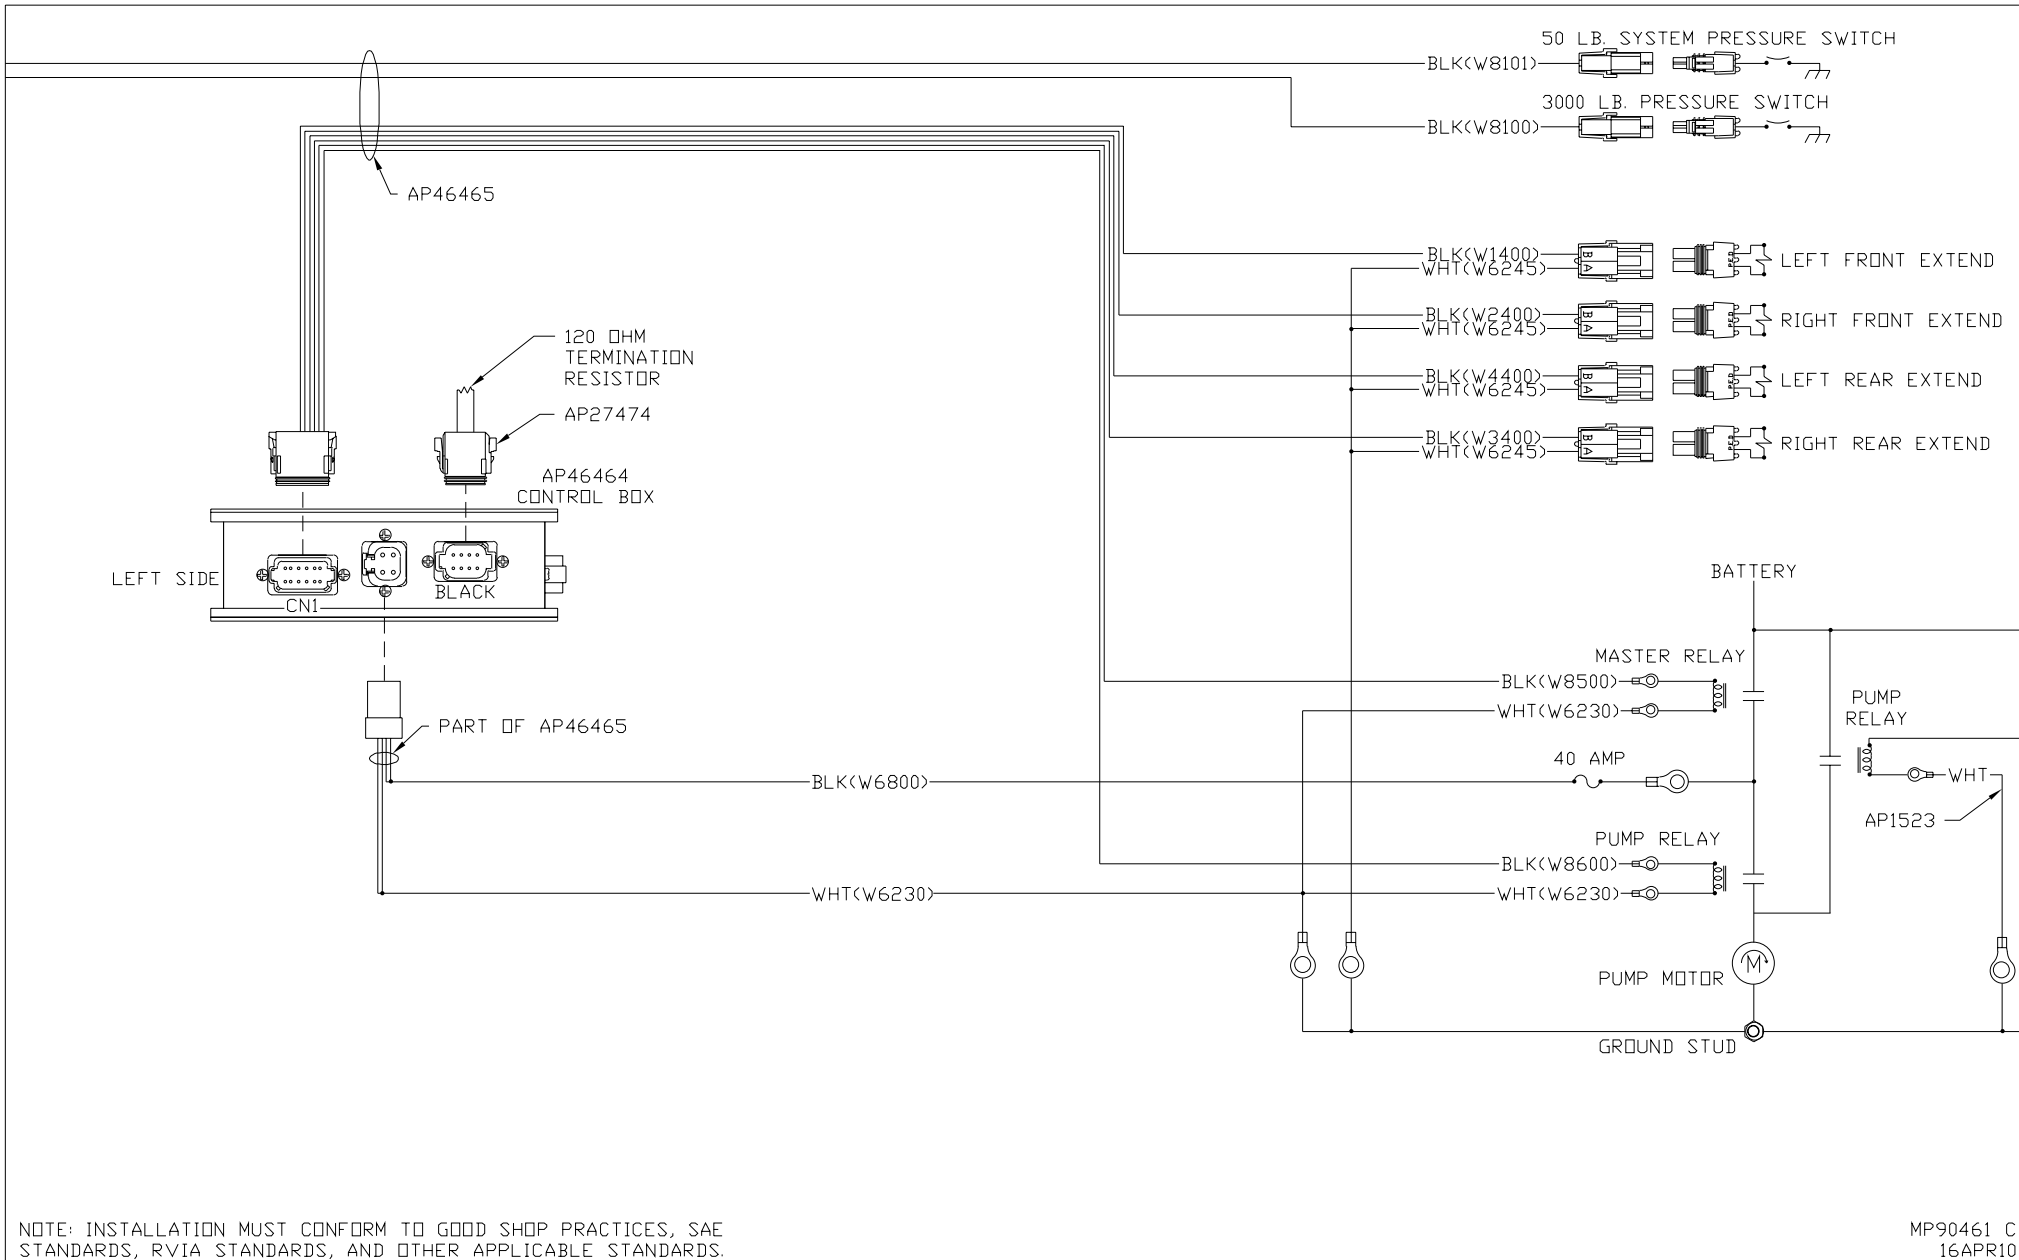 50 LB. SYSTEM PRESSURE SWITCH
BLK(W8101)
3000 LB. PRESSURE SWITCH
BLK(W8100)
AP46465
BLK(W1400)
WHT(W6245)
B
A
LEFT FRONT EXTEND
BLK(W2400)
WHT(W6245)
B
A
RIGHT FRONT EXTEND
120 OHM
TERMINATION
RESISTOR
BLK(W4400)
WHT(W6245)
B
A
LEFT REAR EXTEND
AP27474
BLK(W3400)
WHT(W6245)
B
A
RIGHT REAR EXTEND
AP46464
CONTROL BOX
LEFT SIDE
CN1
BLACK
BATTERY
MASTER RELAY
BLK(W8500)
WHT(W6230)
PUMP
RELAY
PART OF AP46465
40 AMP
BLK(W6800)
WHT
AP1523
PUMP RELAY
BLK(W8600)
WHT(W6230)
WHT(W6230)
M
PUMP MOTOR
GROUND STUD
NOTE: INSTALLATION MUST CONFORM TO GOOD SHOP PRACTICES, SAE
STANDARDS, RVIA STANDARDS, AND OTHER APPLICABLE STANDARDS.
MP90461 C
16APR10